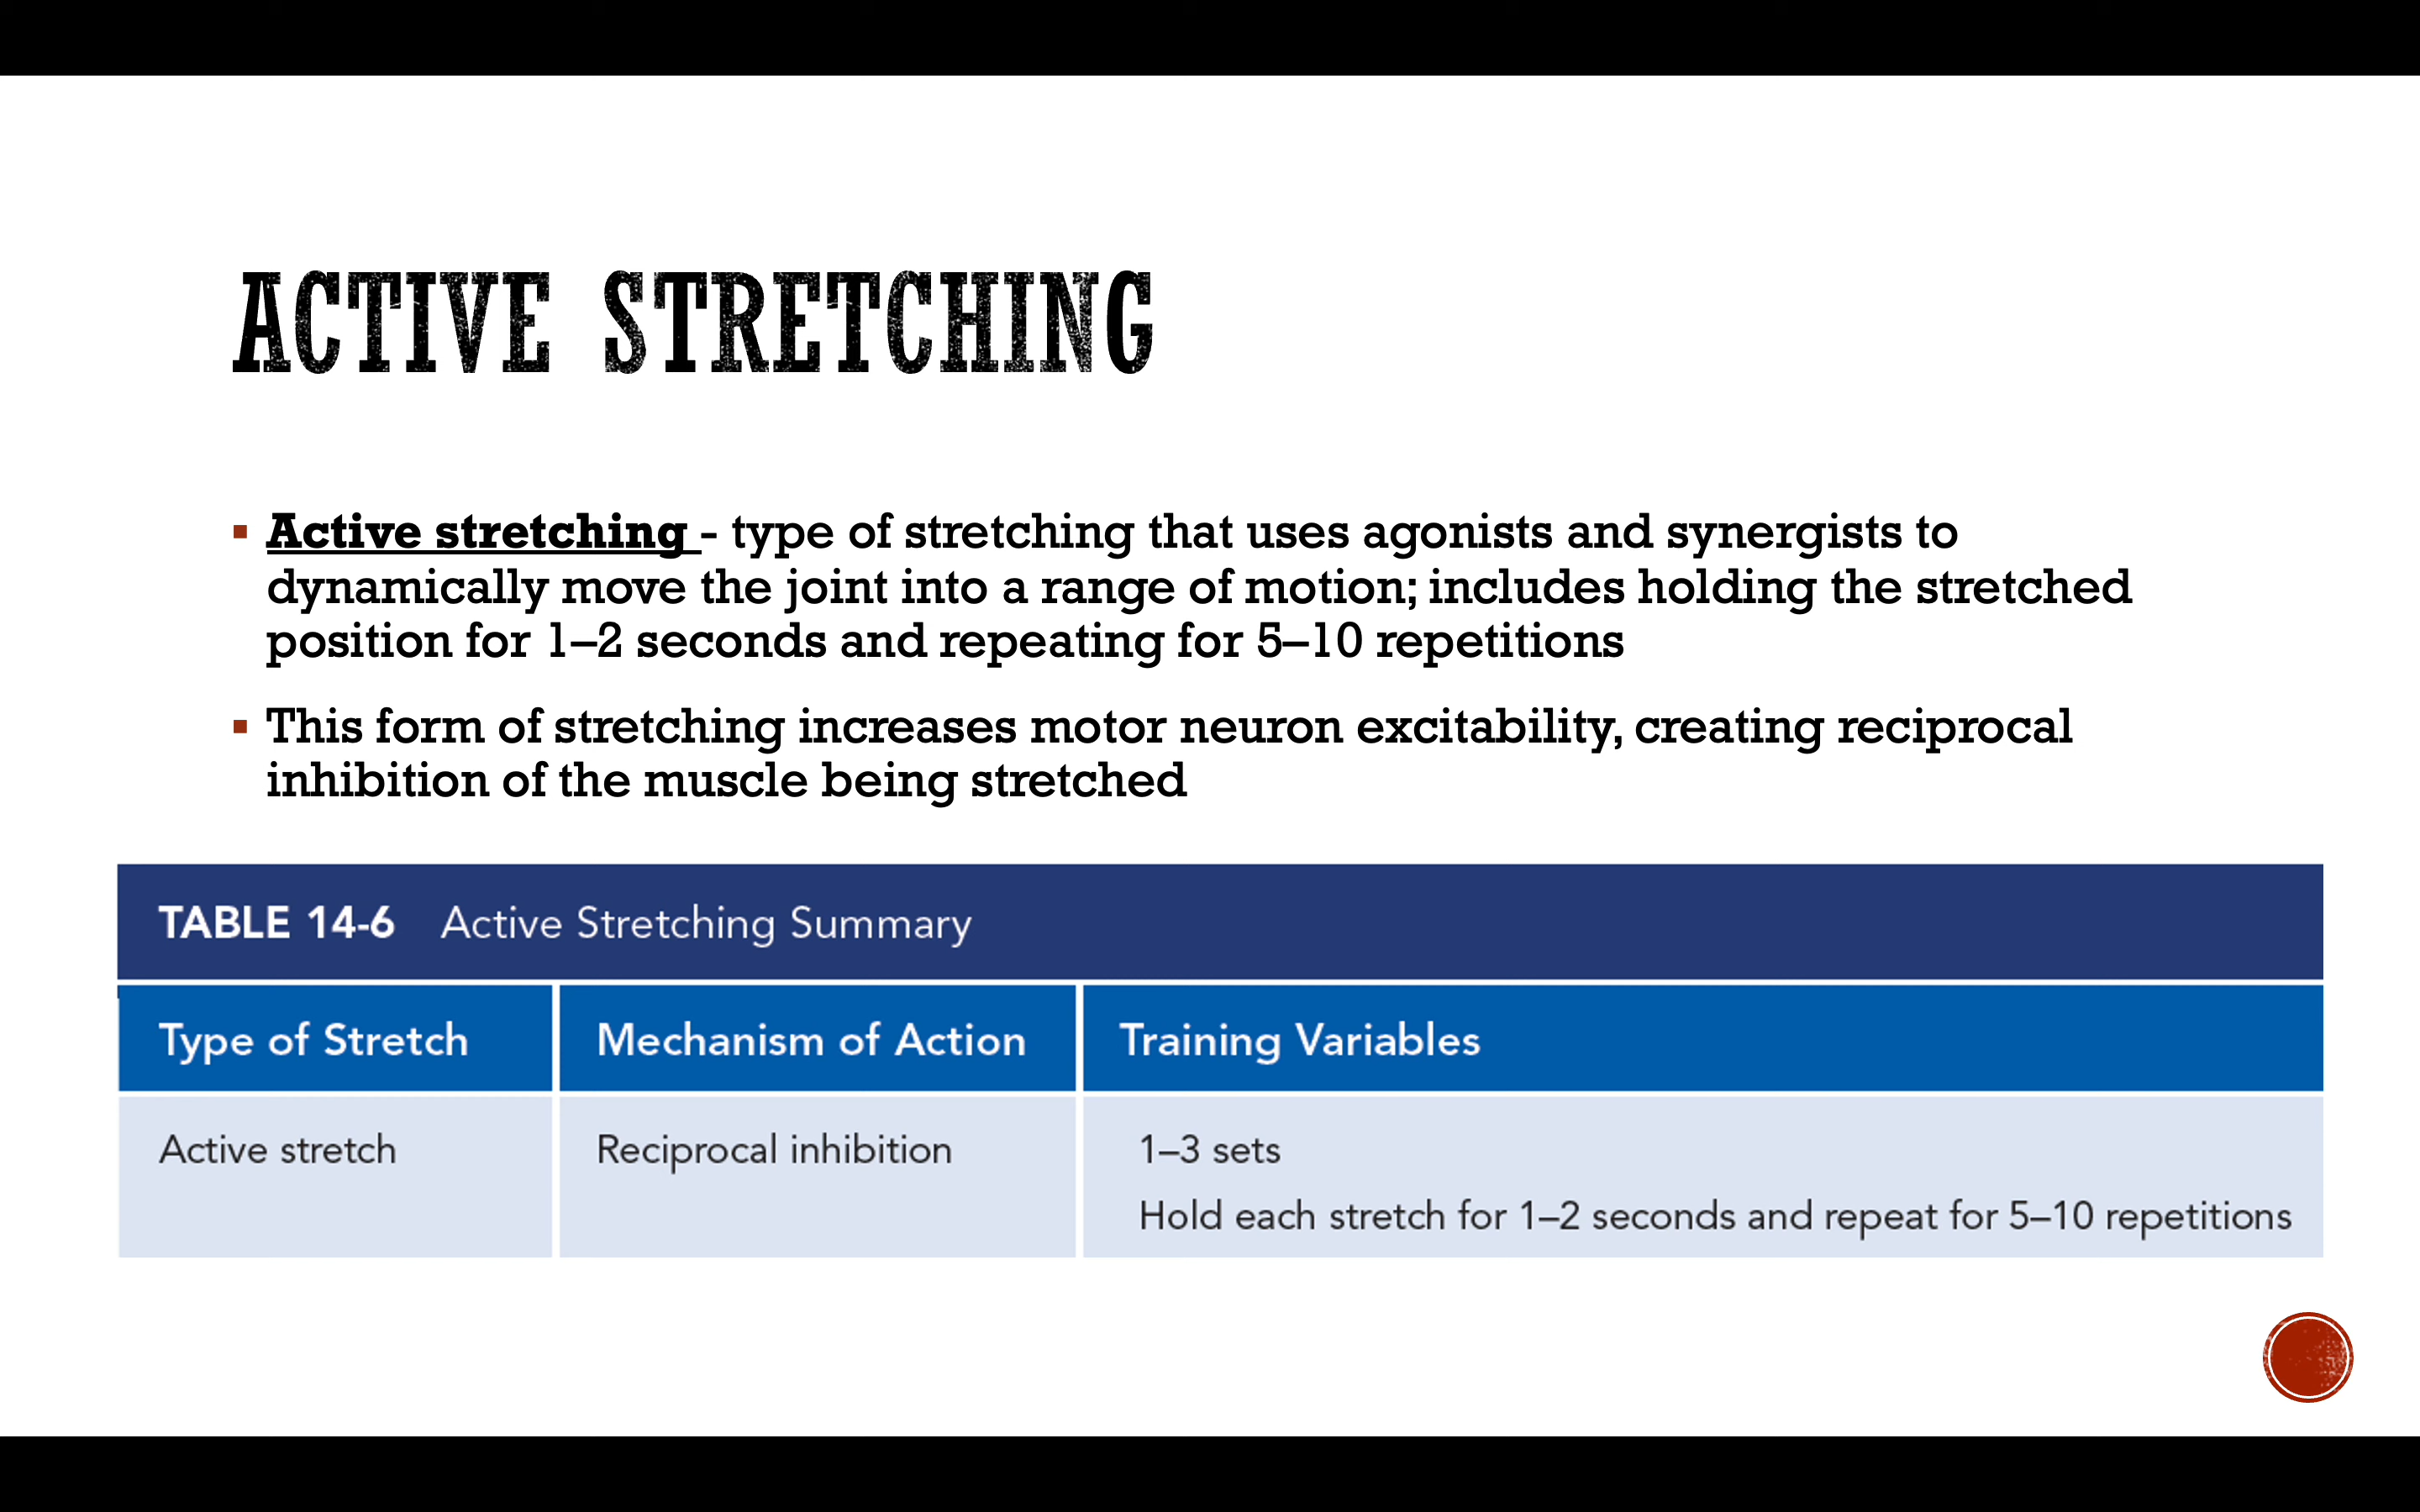 ACTIVE STRETCHING
▪ Active stretching - type of stretching that uses agonists and synergists to
dynamically move the joint into a range of motion; includes holding the stretched
position for 1–2 seconds and repeating for 5–10 repetitions
▪ This form of stretching increases motor neuron excitability, creating reciprocal
inhibition of the muscle being stretched
TABLE 14-6 Active Stretching Summary
Type of Stretch Mechanism of Action Training Variables
Active stretch Reciprocal inhibition 1–3 sets
Hold each stretch for 1–2 seconds and repeat for 5–10 repetitions